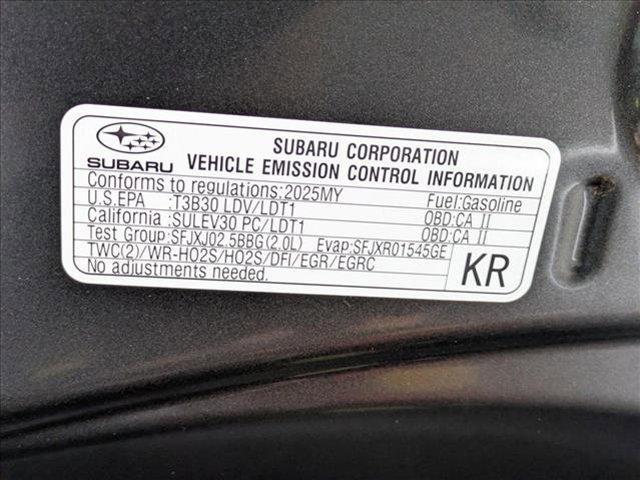 SUBARU
SUBARU CORPORATION
VEHICLE EMISSION CONTROL INFORMATION
Conforms to regulations:2025MY Fuel:Gasoline
U.S.EPA :T3B30 LDV/LDT1 OBD:CA II
California :SULEV30 PC/LDT1 OBD:CA II
Test Group:SFJXJ02.5BBG(2.0L) Evap:SFJXR01545GE
TWC(2)/WR-HO2S/HO2S/DFI/EGR/EGRC
No adjustments needed.
KR